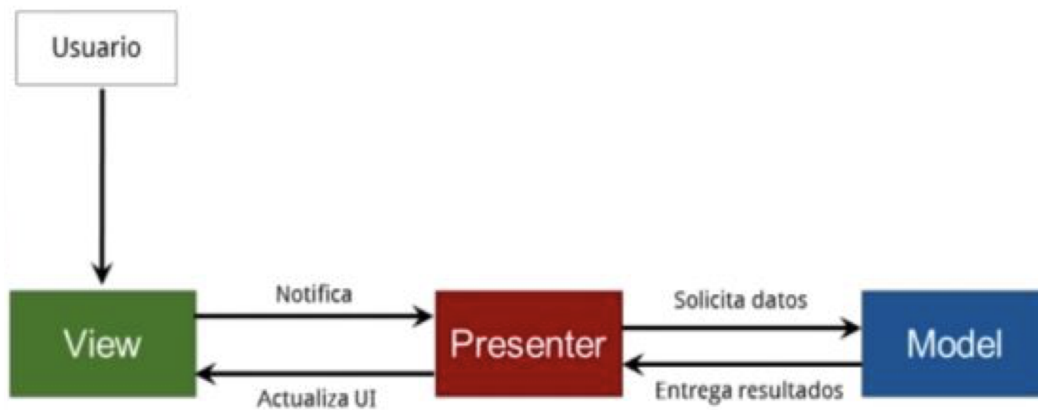 Usuario
Notifica
Solicita datos
View
Presenter
Model
Actualiza UI
Entrega resultados